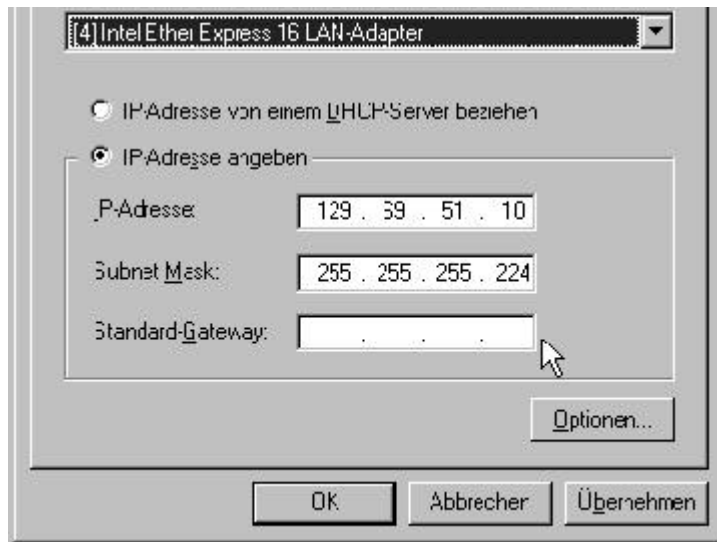 [4] Intel Ether Express 16 LAN-Adapter
IP-Adresse von einem DHCP-Server beziehen
IP-Adresse angeben
IP-Adresse: 129 . 69 . 51 . 10
Subnet Mask: 255 . 255 . 255 . 224
Standard-Gateway: . . .
Optionen...
OK Abbrechen Übernehmen